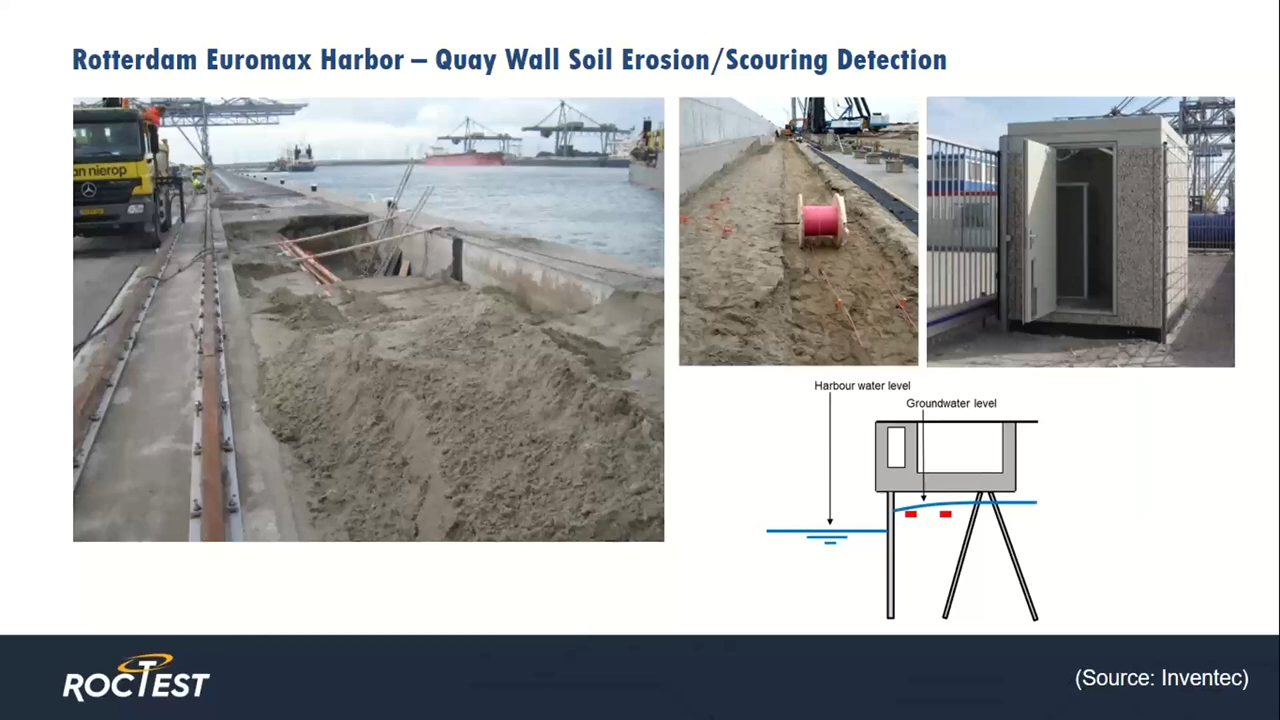 Rotterdam Euromax Harbor – Quay Wall Soil Erosion/Scouring Detection
an nierop
Harbour water level
Groundwater level
ROCTEST
(Source: Inventec)